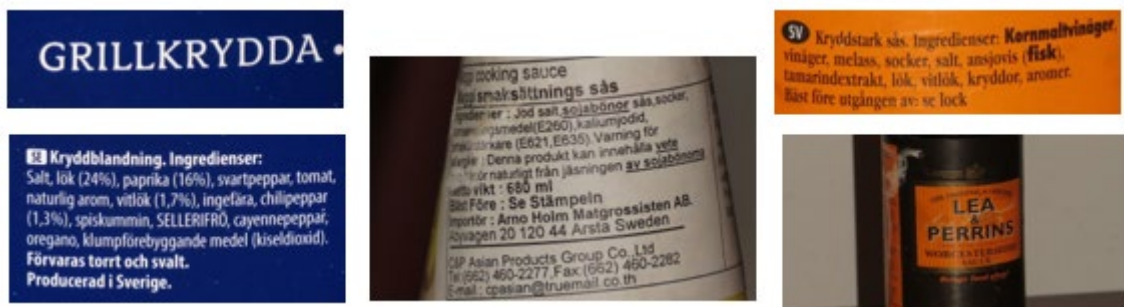 GRILLKRYDDA •
SE Kryddblandning. Ingredienser:
Salt, lök (24%), paprika (16%), svartpeppar, tomat,
naturlig arom, vitlök (1,7%), ingefära, chilipeppar
(1,3%), spiskummin, SELLERIFRÖ, cayennepeppar,
oregano, klumpförebyggande medel (kiseldioxid).
Förvaras torrt och svalt.
Producerad i Sverige.
cooking sauce
smaksättnings sås
: Jod salt, sojabönor sås, socker,
(E260), kaliumjodid,
(E621, E635). Varning för
: Denna produkt kan innehålla vete
naturligt från jäsningen av sojabönorna
vikt : 680 ml
Före : Se Stämpeln
Importör : Arno Holm Matgrossisten AB.
20 120 44 Arsta Sweden
C&P Asian Products Group Co.,Ltd
Tel:(662) 460-2277,Fax:(662) 460-2282
E-mail : cpasian@truemail.co.th
SV Kryddstark sås. Ingredienser: Kornmaltvinäger,
vinäger, melass, socker, salt, ansjovis (fisk),
tamarindextrakt, lök, vitlök, kryddor, aromer.
Bäst före utgången av: se lock
LEA
&
PERRINS
WORCESTERSHIRE
SAUCE